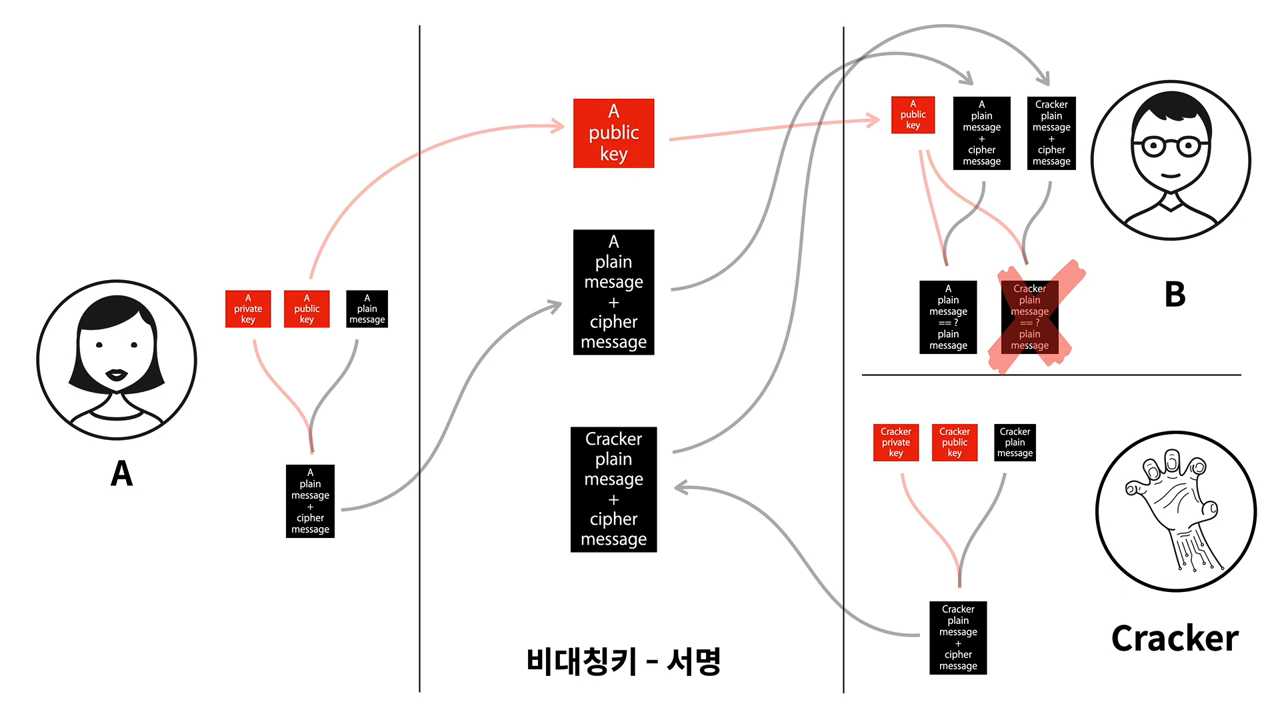 A
private
key
A
public
key
A
plain
message
A
A
plain
message
+
cipher
message
A
public
key
A
plain
mesage
+
cipher
message
Cracker
plain
mesage
+
cipher
message
비대칭키 - 서명
A
public
key
A
plain
message
+
cipher
message
Cracker
plain
message
+
cipher
message
A
plain
message
== ?
plain
message
Cracker
plain
message
== ?
plain
message
B
Cracker
private
key
Cracker
public
key
Cracker
plain
message
Cracker
plain
message
+
cipher
message
Cracker